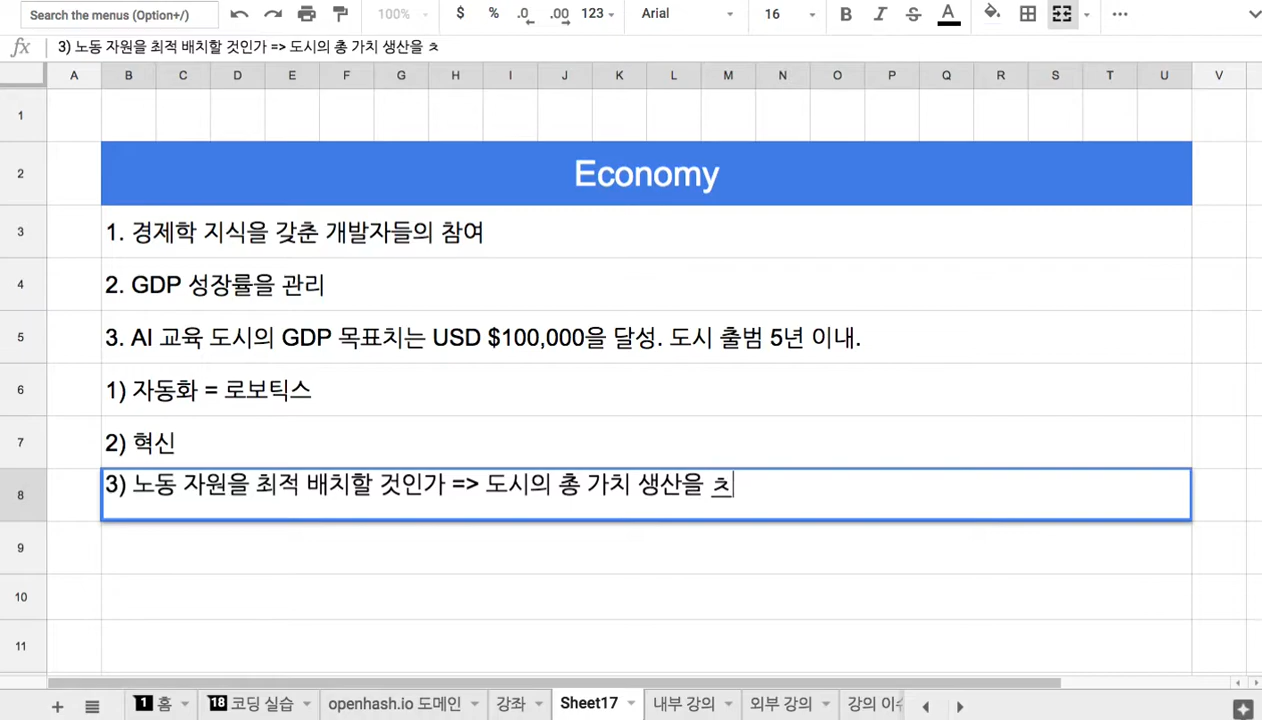 Search the menus (Option+/) 100% $ % .0 .00 123 Arial 16 B I S A
fx 3) 노동 자원을 최적 배치할 것인가 => 도시의 총 가치 생산을 ㅊ
A B C D E F G H I J K L M N O P Q R S T U V
1
2 Economy
3 1. 경제학 지식을 갖춘 개발자들의 참여
4 2. GDP 성장률을 관리
5 3. AI 교육 도시의 GDP 목표치는 USD $100,000을 달성. 도시 출범 5년 이내.
6 1) 자동화 = 로보틱스
7 2) 혁신
8 3) 노동 자원을 최적 배치할 것인가 => 도시의 총 가치 생산을 ㅊ
9
10
11
1 홈 18 코딩 실습 openhash.io 도메인 강좌 Sheet17 내부 강의 외부 강의 강의 이